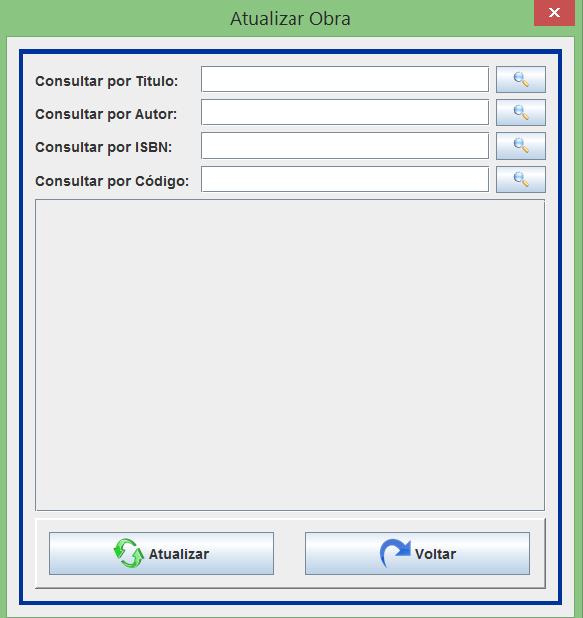 Atualizar Obra
Consultar por Titulo:
Consultar por Autor:
Consultar por ISBN:
Consultar por Código:
Atualizar
Voltar